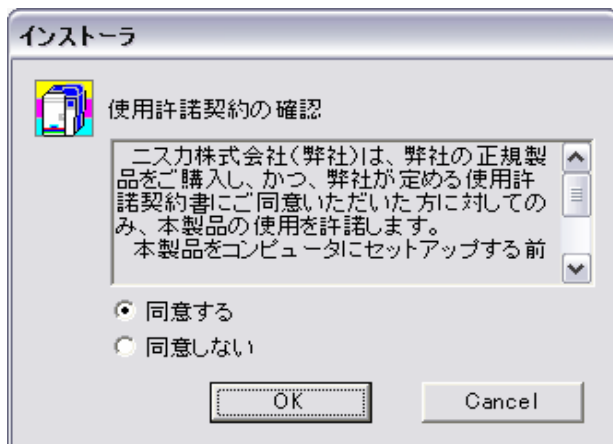 インストーラ
使用許諾契約の確認
ニスカ株式会社(弊社)は、弊社の正規製
品をご購入し、かつ、弊社が定める使用許
諾契約書にご同意いただいた方に対しての
み、本製品の使用を許諾します。
本製品をコンピュータにセットアップする前
同意する
同意しない
OK
Cancel